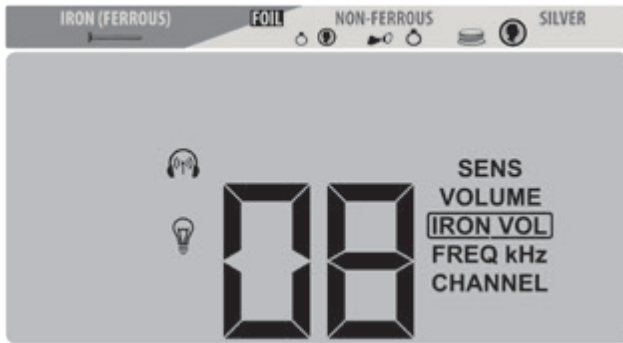 IRON (FERROUS) FOIL NON-FERROUS SILVER
SENS
VOLUME
IRON VOL
FREQ kHz
CHANNEL
08